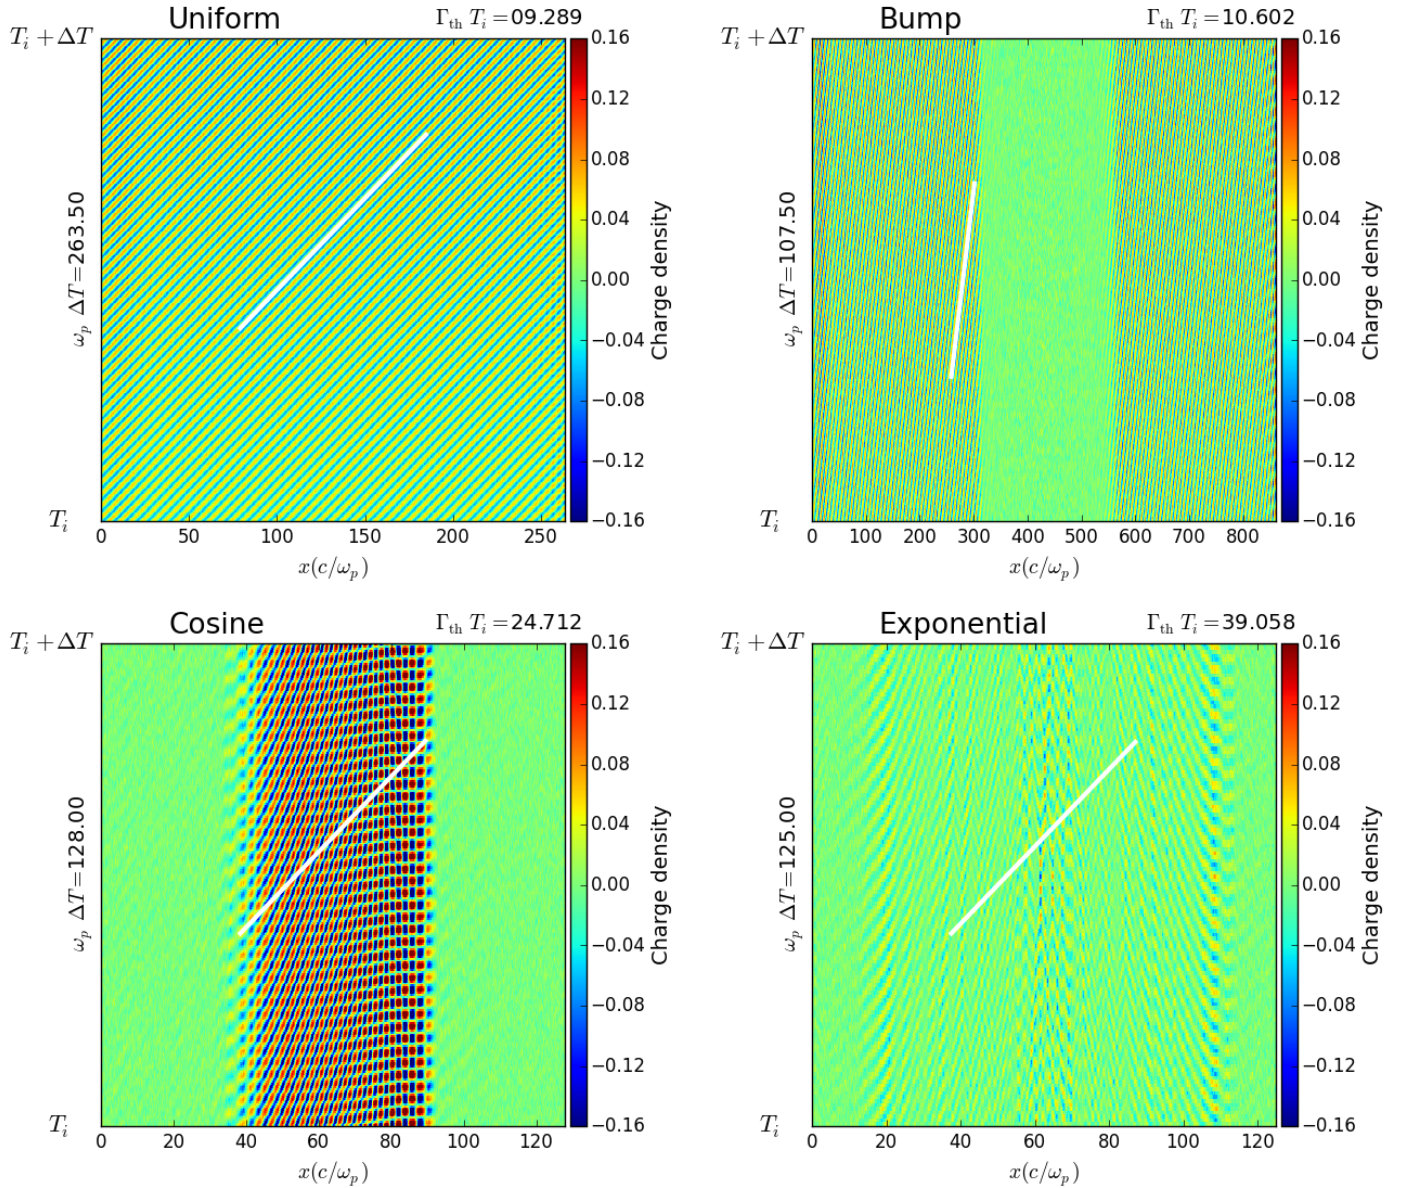 Uniform
Γth Ti =09.289
Ti + ΔT
ωp ΔT=263.50
Ti
0 50 100 150 200 250
x(c/ωp)
0.16
0.12
0.08
0.04
0.00
−0.04
−0.08
−0.12
−0.16
Charge density
Bump
Γth Ti =10.602
Ti + ΔT
ωp ΔT=107.50
Ti
0 100 200 300 400 500 600 700 800
x(c/ωp)
0.16
0.12
0.08
0.04
0.00
−0.04
−0.08
−0.12
−0.16
Charge density
Cosine
Γth Ti =24.712
Ti + ΔT
ωp ΔT=128.00
Ti
0 20 40 60 80 100 120
x(c/ωp)
0.16
0.12
0.08
0.04
0.00
−0.04
−0.08
−0.12
−0.16
Charge density
Exponential
Γth Ti =39.058
Ti + ΔT
ωp ΔT=125.00
Ti
0 20 40 60 80 100 120
x(c/ωp)
0.16
0.12
0.08
0.04
0.00
−0.04
−0.08
−0.12
−0.16
Charge density